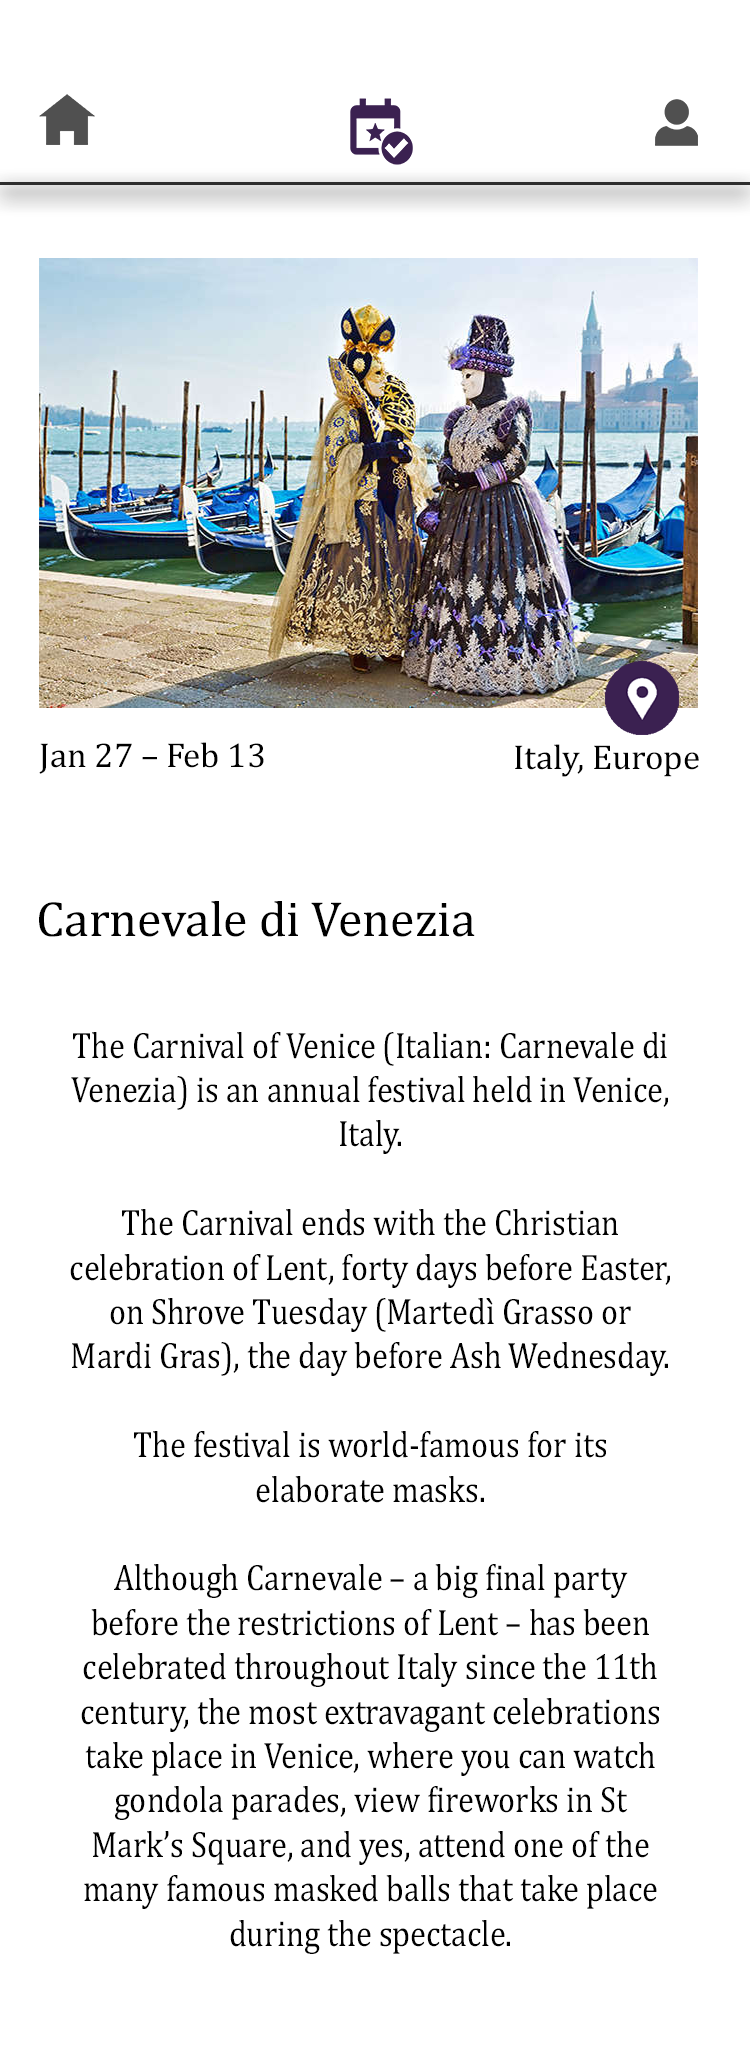 Jan 27 – Feb 13
Italy, Europe
Carnevale di Venezia
The Carnival of Venice (Italian: Carnevale di
Venezia) is an annual festival held in Venice,
Italy.
The Carnival ends with the Christian
celebration of Lent, forty days before Easter,
on Shrove Tuesday (Martedì Grasso or
Mardi Gras), the day before Ash Wednesday.
The festival is world-famous for its
elaborate masks.
Although Carnevale – a big final party
before the restrictions of Lent – has been
celebrated throughout Italy since the 11th
century, the most extravagant celebrations
take place in Venice, where you can watch
gondola parades, view fireworks in St
Mark’s Square, and yes, attend one of the
many famous masked balls that take place
during the spectacle.